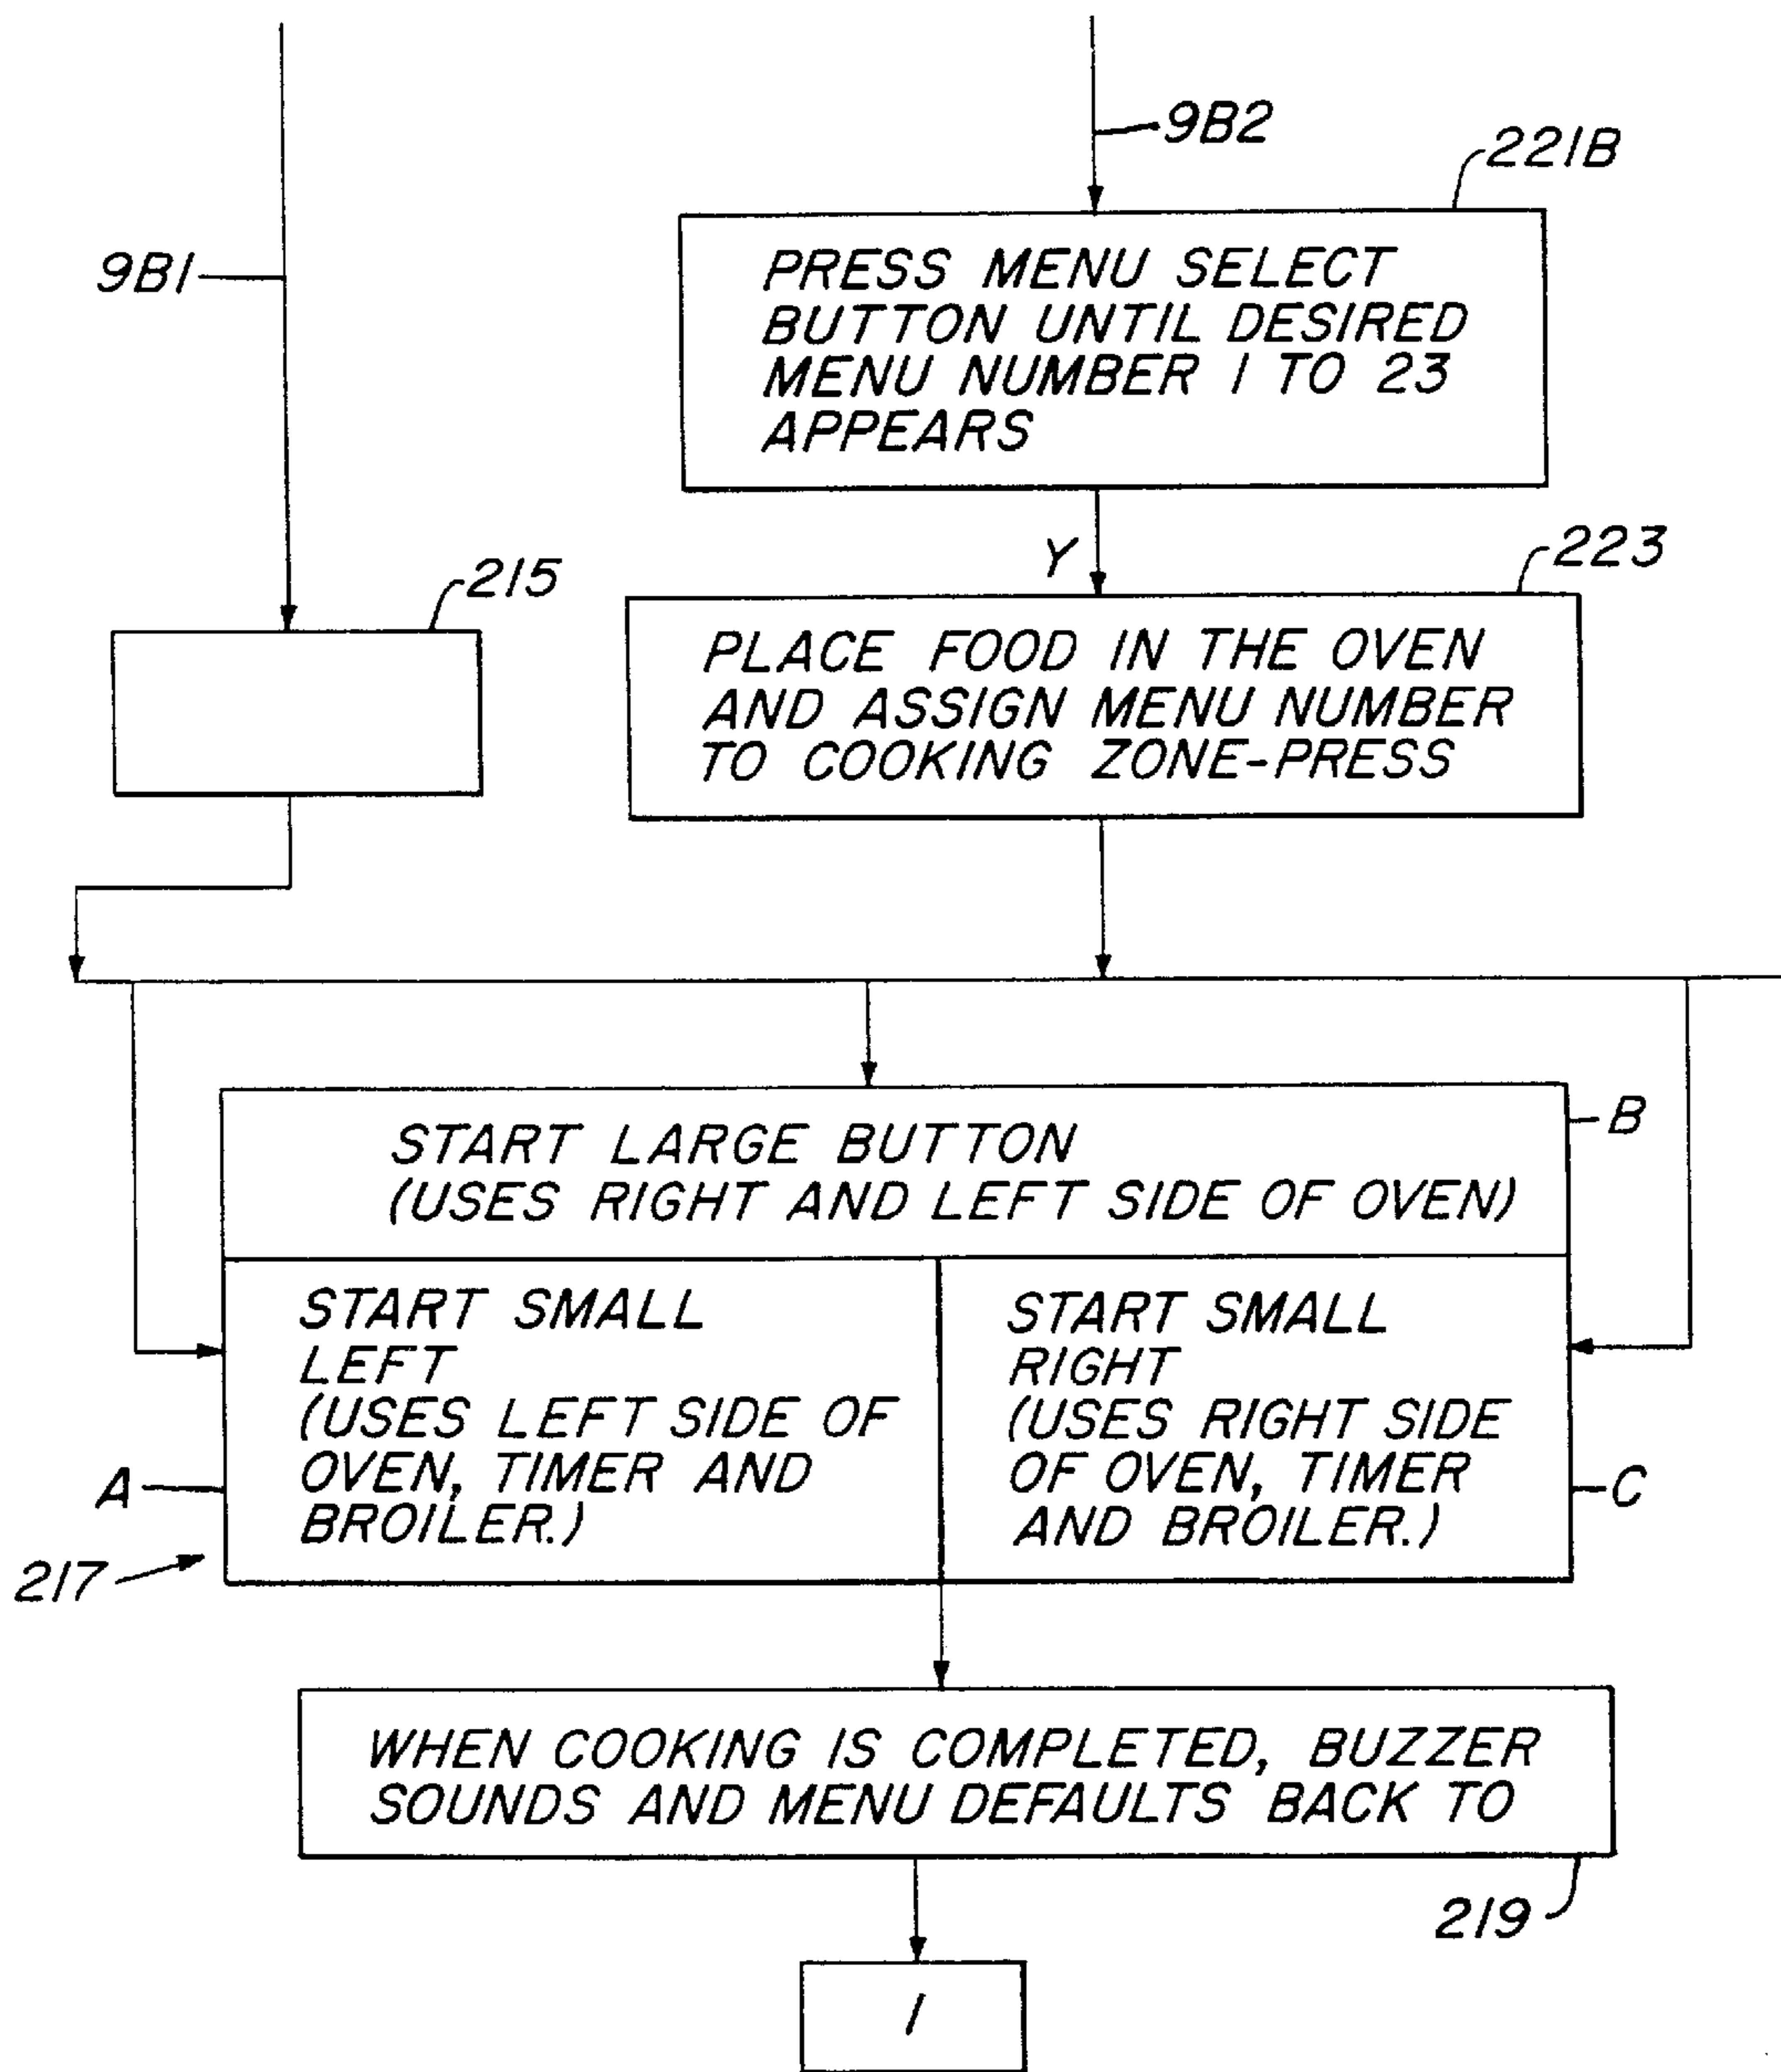 9B2
221B
9B1
PRESS MENU SELECT
BUTTON UNTIL DESIRED
MENU NUMBER 1 TO 23
APPEARS
Y
223
215
PLACE FOOD IN THE OVEN
AND ASSIGN MENU NUMBER
TO COOKING ZONE-PRESS
B
START LARGE BUTTON
(USES RIGHT AND LEFT SIDE OF OVEN)
START SMALL
LEFT
(USES LEFT SIDE OF
OVEN, TIMER AND
BROILER.)
START SMALL
RIGHT
(USES RIGHT SIDE
OF OVEN, TIMER
AND BROILER.)
A
C
217
WHEN COOKING IS COMPLETED, BUZZER
SOUNDS AND MENU DEFAULTS BACK TO
219
1